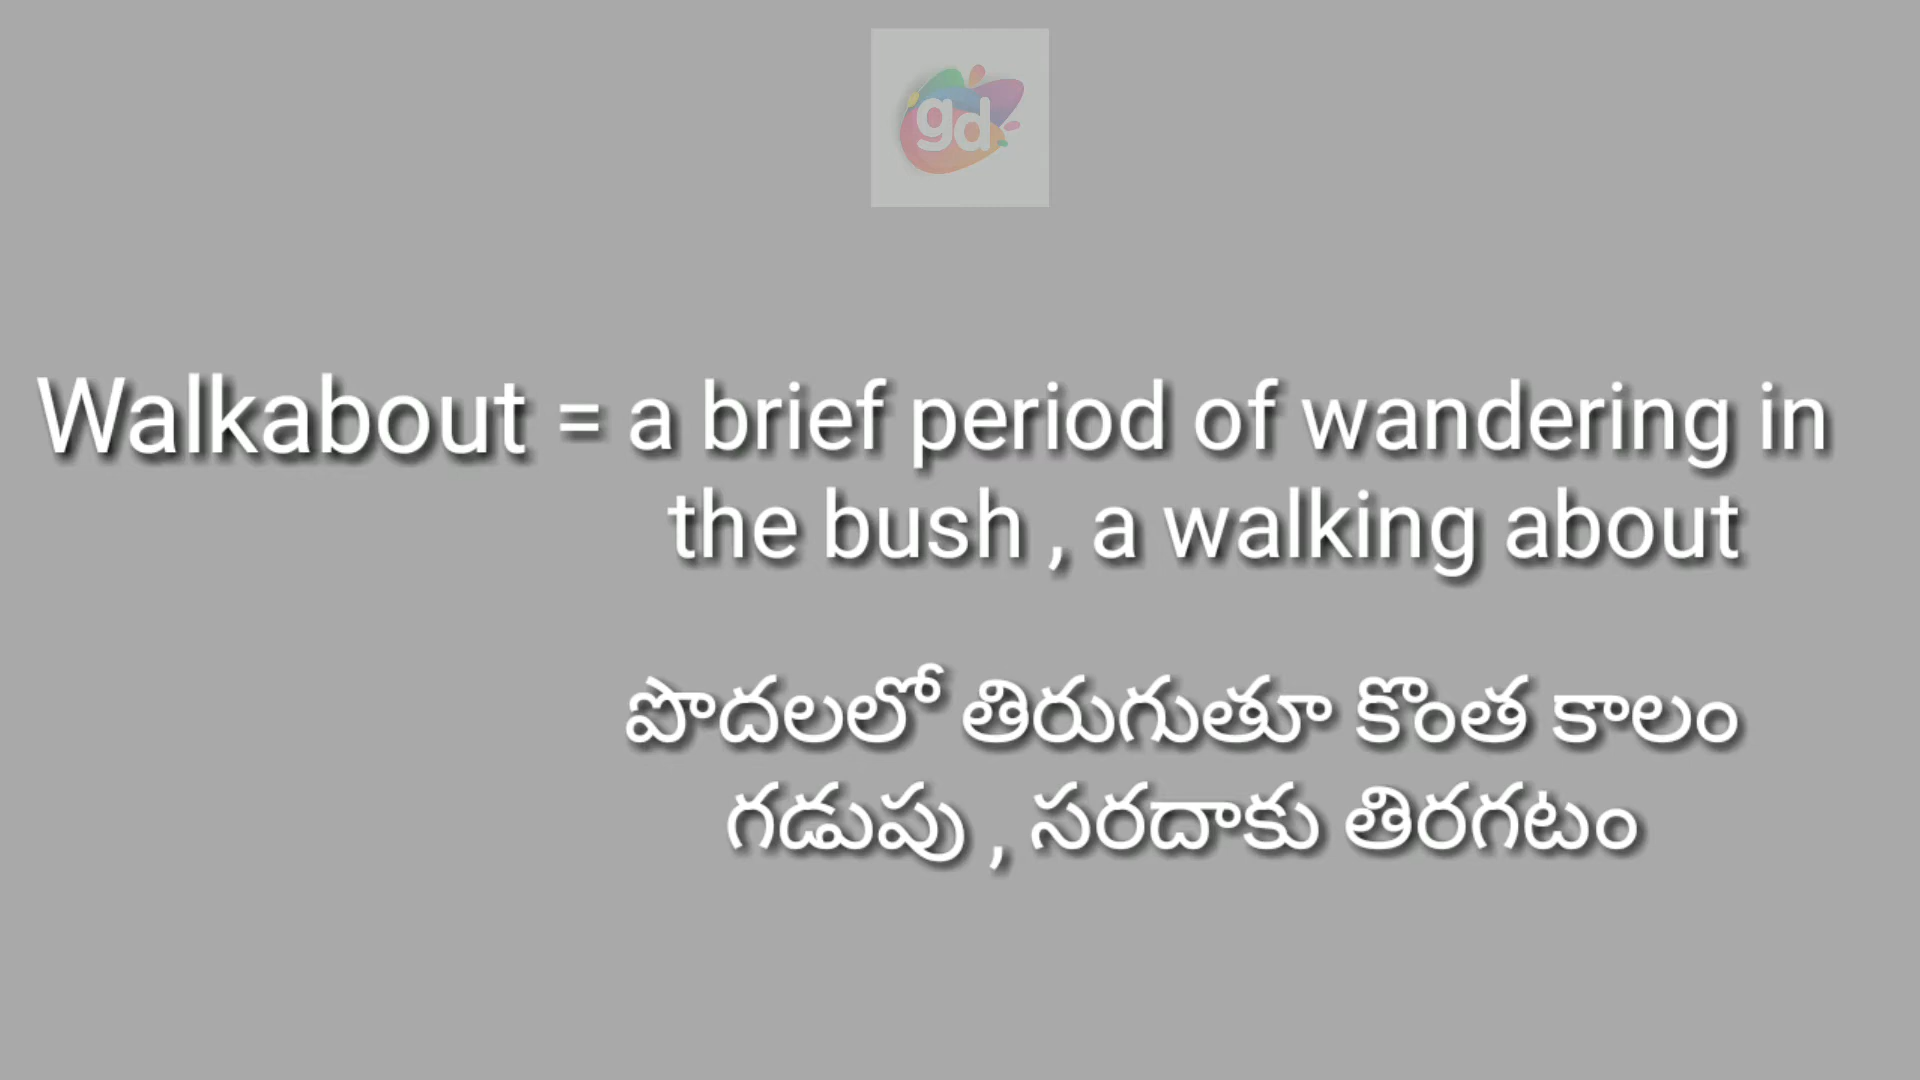 gd
Walkabout = a brief period of wandering in
the bush , a walking about
పొదలలో తిరుగుతూ కొంత కాలం
గడుపు , సరదాకు తిరగటం